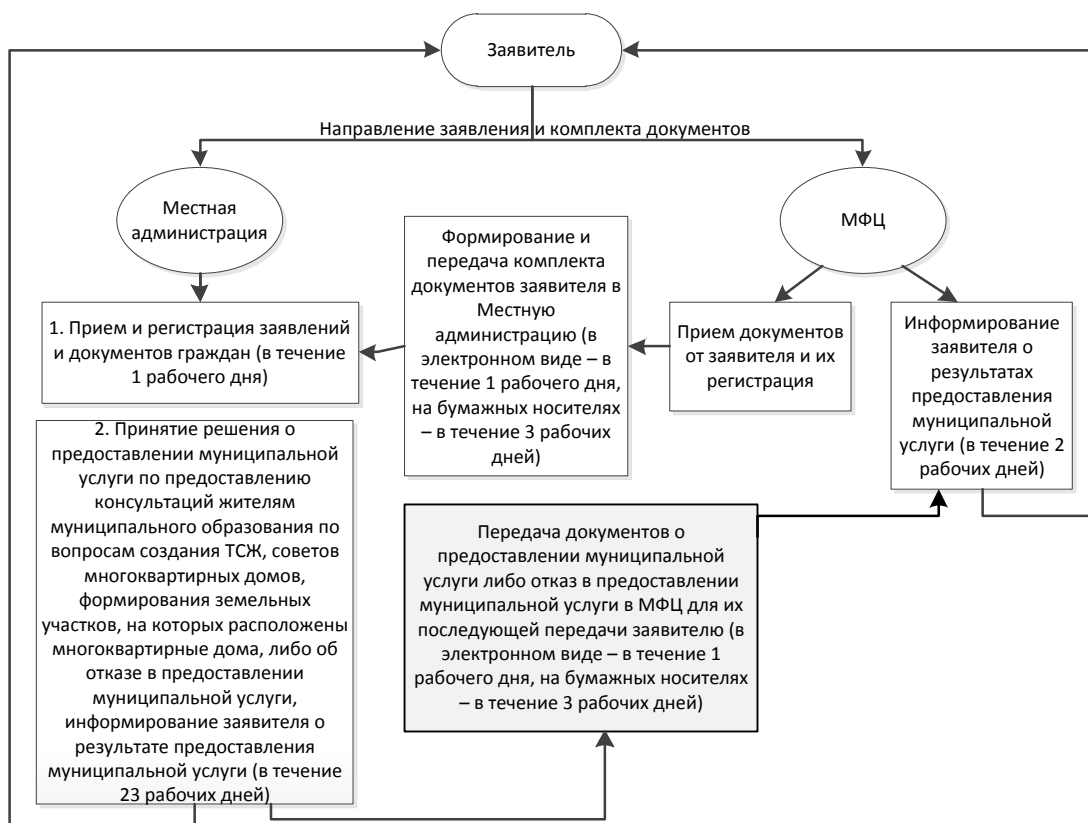 Заявитель
Направление заявления и комплекта документов
Местная
администрация
МФЦ
Формирование и
передача комплекта
документов заявителя в
Местную
администрацию (в
электронном виде – в
течение 1 рабочего дня,
на бумажных носителях
– в течение 3 рабочих
дней)
1. Прием и регистрация заявлений
и документов граждан (в течение
1 рабочего дня)
Прием документов
от заявителя и их
регистрация
Информирование
заявителя о
результатах
предоставления
муниципальной
услуги (в течение 2
рабочих дней)
2. Принятие решения о
предоставлении муниципальной
услуги по предоставлению
консультаций жителям
муниципального образования по
вопросам создания ТСЖ, советов
многоквартирных домов,
формирования земельных
участков, на которых расположены
многоквартирные дома, либо об
отказе в предоставлении
муниципальной услуги,
информирование заявителя о
результате предоставления
муниципальной услуги (в течение
23 рабочих дней)
Передача документов о
предоставлении муниципальной
услуги либо отказ в предоставлении
муниципальной услуги в МФЦ для их
последующей передачи заявителю (в
электронном виде – в течение 1
рабочего дня, на бумажных носителях
– в течение 3 рабочих дней)